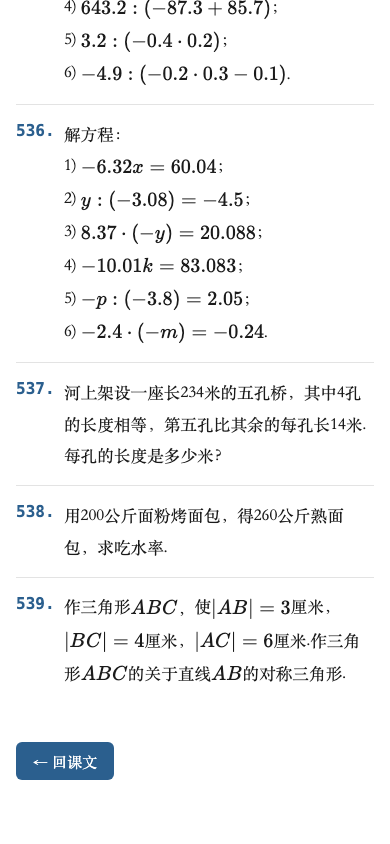 4) 643.2 : (−87.3 + 85.7);
5) 3.2 : (−0.4 · 0.2);
6) −4.9 : (−0.2 · 0.3 − 0.1).
536. 解方程:
1) −6.32x = 60.04;
2) y : (−3.08) = −4.5;
3) 8.37 · (−y) = 20.088;
4) −10.01k = 83.083;
5) −p : (−3.8) = 2.05;
6) −2.4 · (−m) = −0.24.
537. 河上架设一座长234米的五孔桥，其中4孔
的长度相等，第五孔比其余的每孔长14米.
每孔的长度是多少米?
538. 用200公斤面粉烤面包，得260公斤熟面
包，求吃水率.
539. 作三角形ABC，使|AB| = 3厘米，
|BC| = 4厘米，|AC| = 6厘米.作三角
形ABC的关于直线AB的对称三角形.
← 回课文